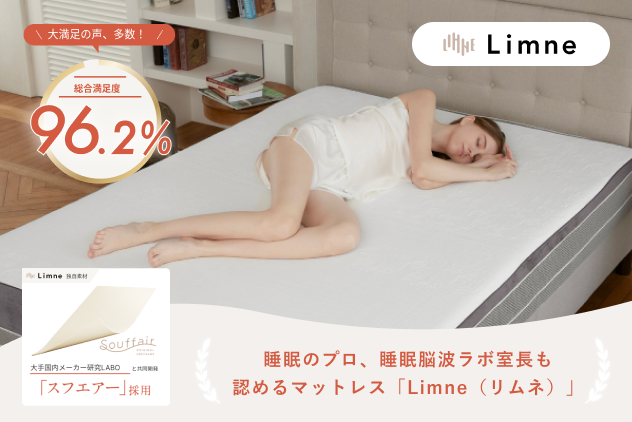 大満足の声、多数！
総合満足度
96.2%
Limne
Limne 独自素材
Souffair
大手国内メーカー研究LABO と共同開発
「スフエアー」採用
睡眠のプロ、睡眠脳波ラボ室長も
認めるマットレス「Limne（リムネ）」